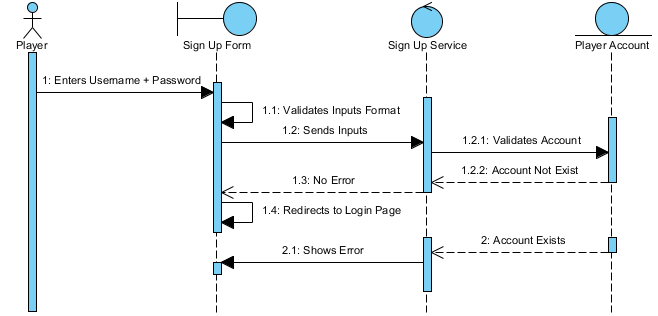 Player
Sign Up Form
Sign Up Service
Player Account
1: Enters Username + Password
1.1: Validates Inputs Format
1.2: Sends Inputs
1.2.1: Validates Account
1.2.2: Account Not Exist
1.3: No Error
1.4: Redirects to Login Page
2: Account Exists
2.1: Shows Error